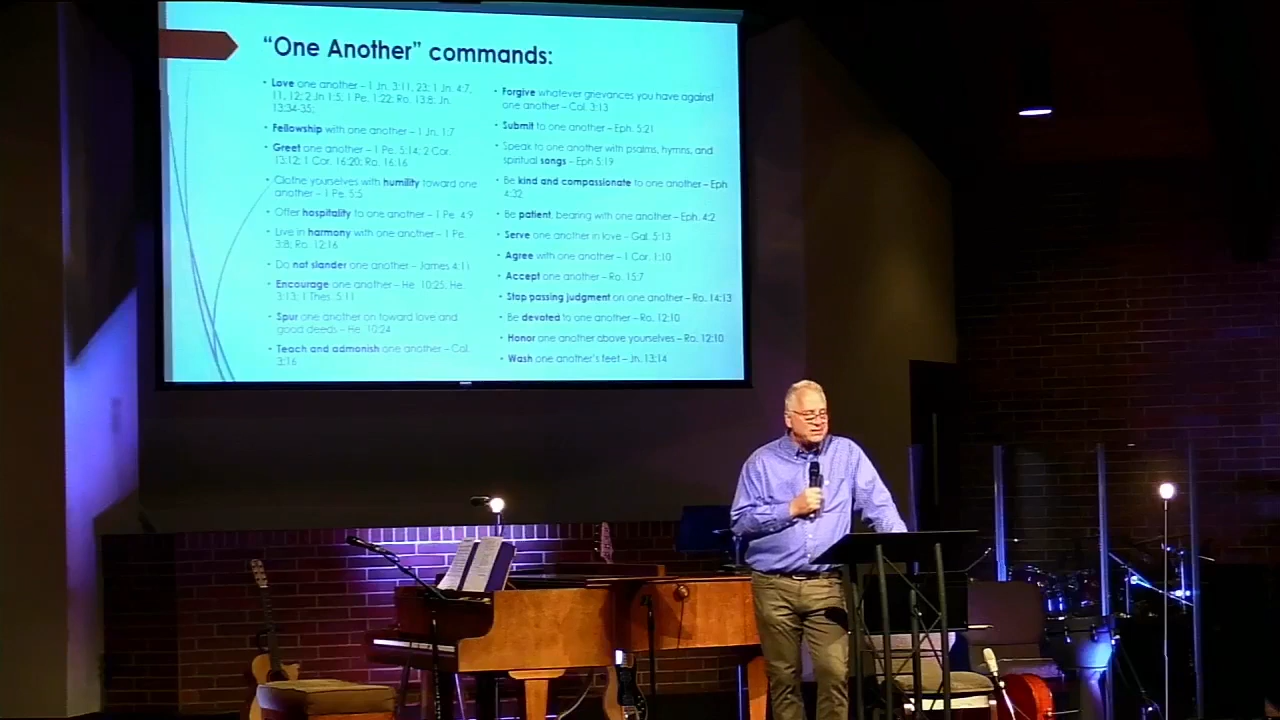 “One Another” commands:
• Love one another – 1 Jn. 3:11, 23; 1 Jn. 4:7,
11, 12; 2 Jn 1:5; 1 Pe. 1:22; Ro. 13:8; Jn.
13:34-35;
• Fellowship with one another – 1 Jn. 1:7
• Greet one another – 1 Pe. 5:14; 2 Cor.
13:12; 1 Cor. 16:20; Ro. 16:16
• Clothe yourselves with humility toward one
another – 1 Pe. 5:5
• Offer hospitality to one another – 1 Pe. 4:9
• Live in harmony with one another – 1 Pe.
3:8; Ro. 12:16
• Do not slander one another – James 4:11
• Encourage one another – He. 10:25, He.
3:13; 1 Thes. 5:11
• Spur one another on toward love and
good deeds – He. 10:24
• Teach and admonish one another – Col.
3:16
• Forgive whatever grievances you have against
one another – Col. 3:13
• Submit to one another – Eph. 5:21
• Speak to one another with psalms, hymns, and
spiritual songs – Eph 5:19
• Be kind and compassionate to one another – Eph
4:32
• Be patient, bearing with one another – Eph. 4:2
• Serve one another in love – Gal. 5:13
• Agree with one another – 1 Cor. 1:10
• Accept one another – Ro. 15:7
• Stop passing judgment on one another – Ro. 14:13
• Be devoted to one another – Ro. 12:10
• Honor one another above yourselves – Ro. 12:10
• Wash one another's feet – Jn. 13:14